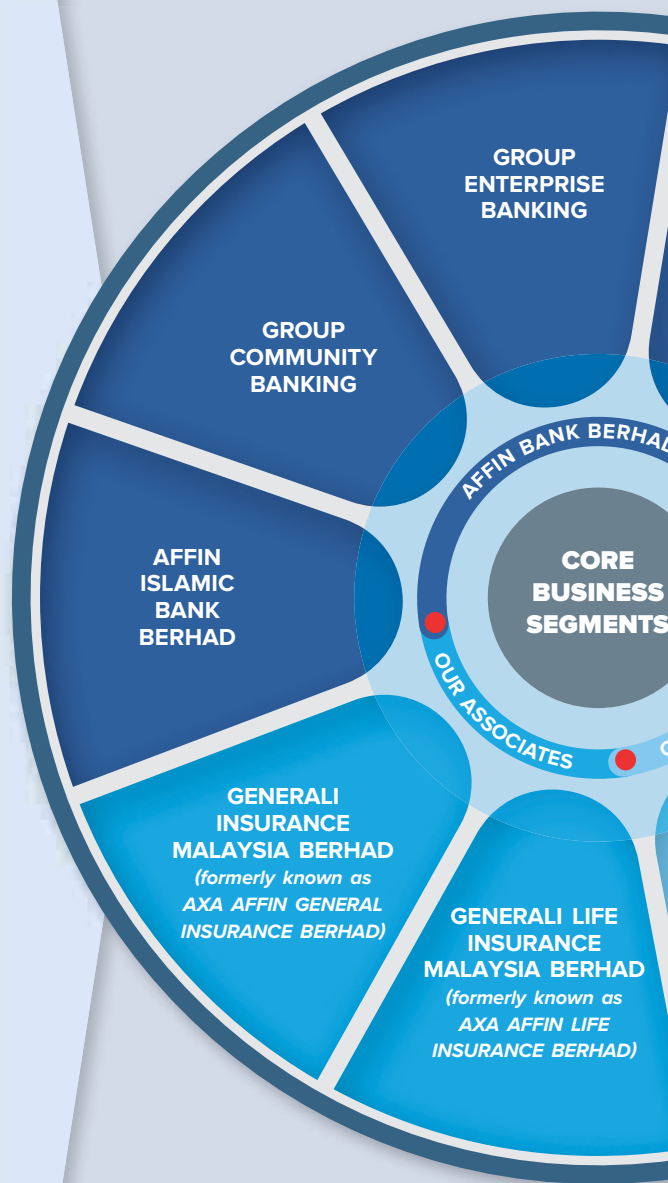 GROUP
ENTERPRISE
BANKING
GROUP
COMMUNITY
BANKING
AFFIN BANK BERHAD
CORE
BUSINESS
SEGMENTS
AFFIN
ISLAMIC
BANK
BERHAD
OUR ASSOCIATES
GENERALI
INSURANCE
MALAYSIA BERHAD
(formerly known as
AXA AFFIN GENERAL
INSURANCE BERHAD)
GENERALI LIFE
INSURANCE
MALAYSIA BERHAD
(formerly known as
AXA AFFIN LIFE
INSURANCE BERHAD)